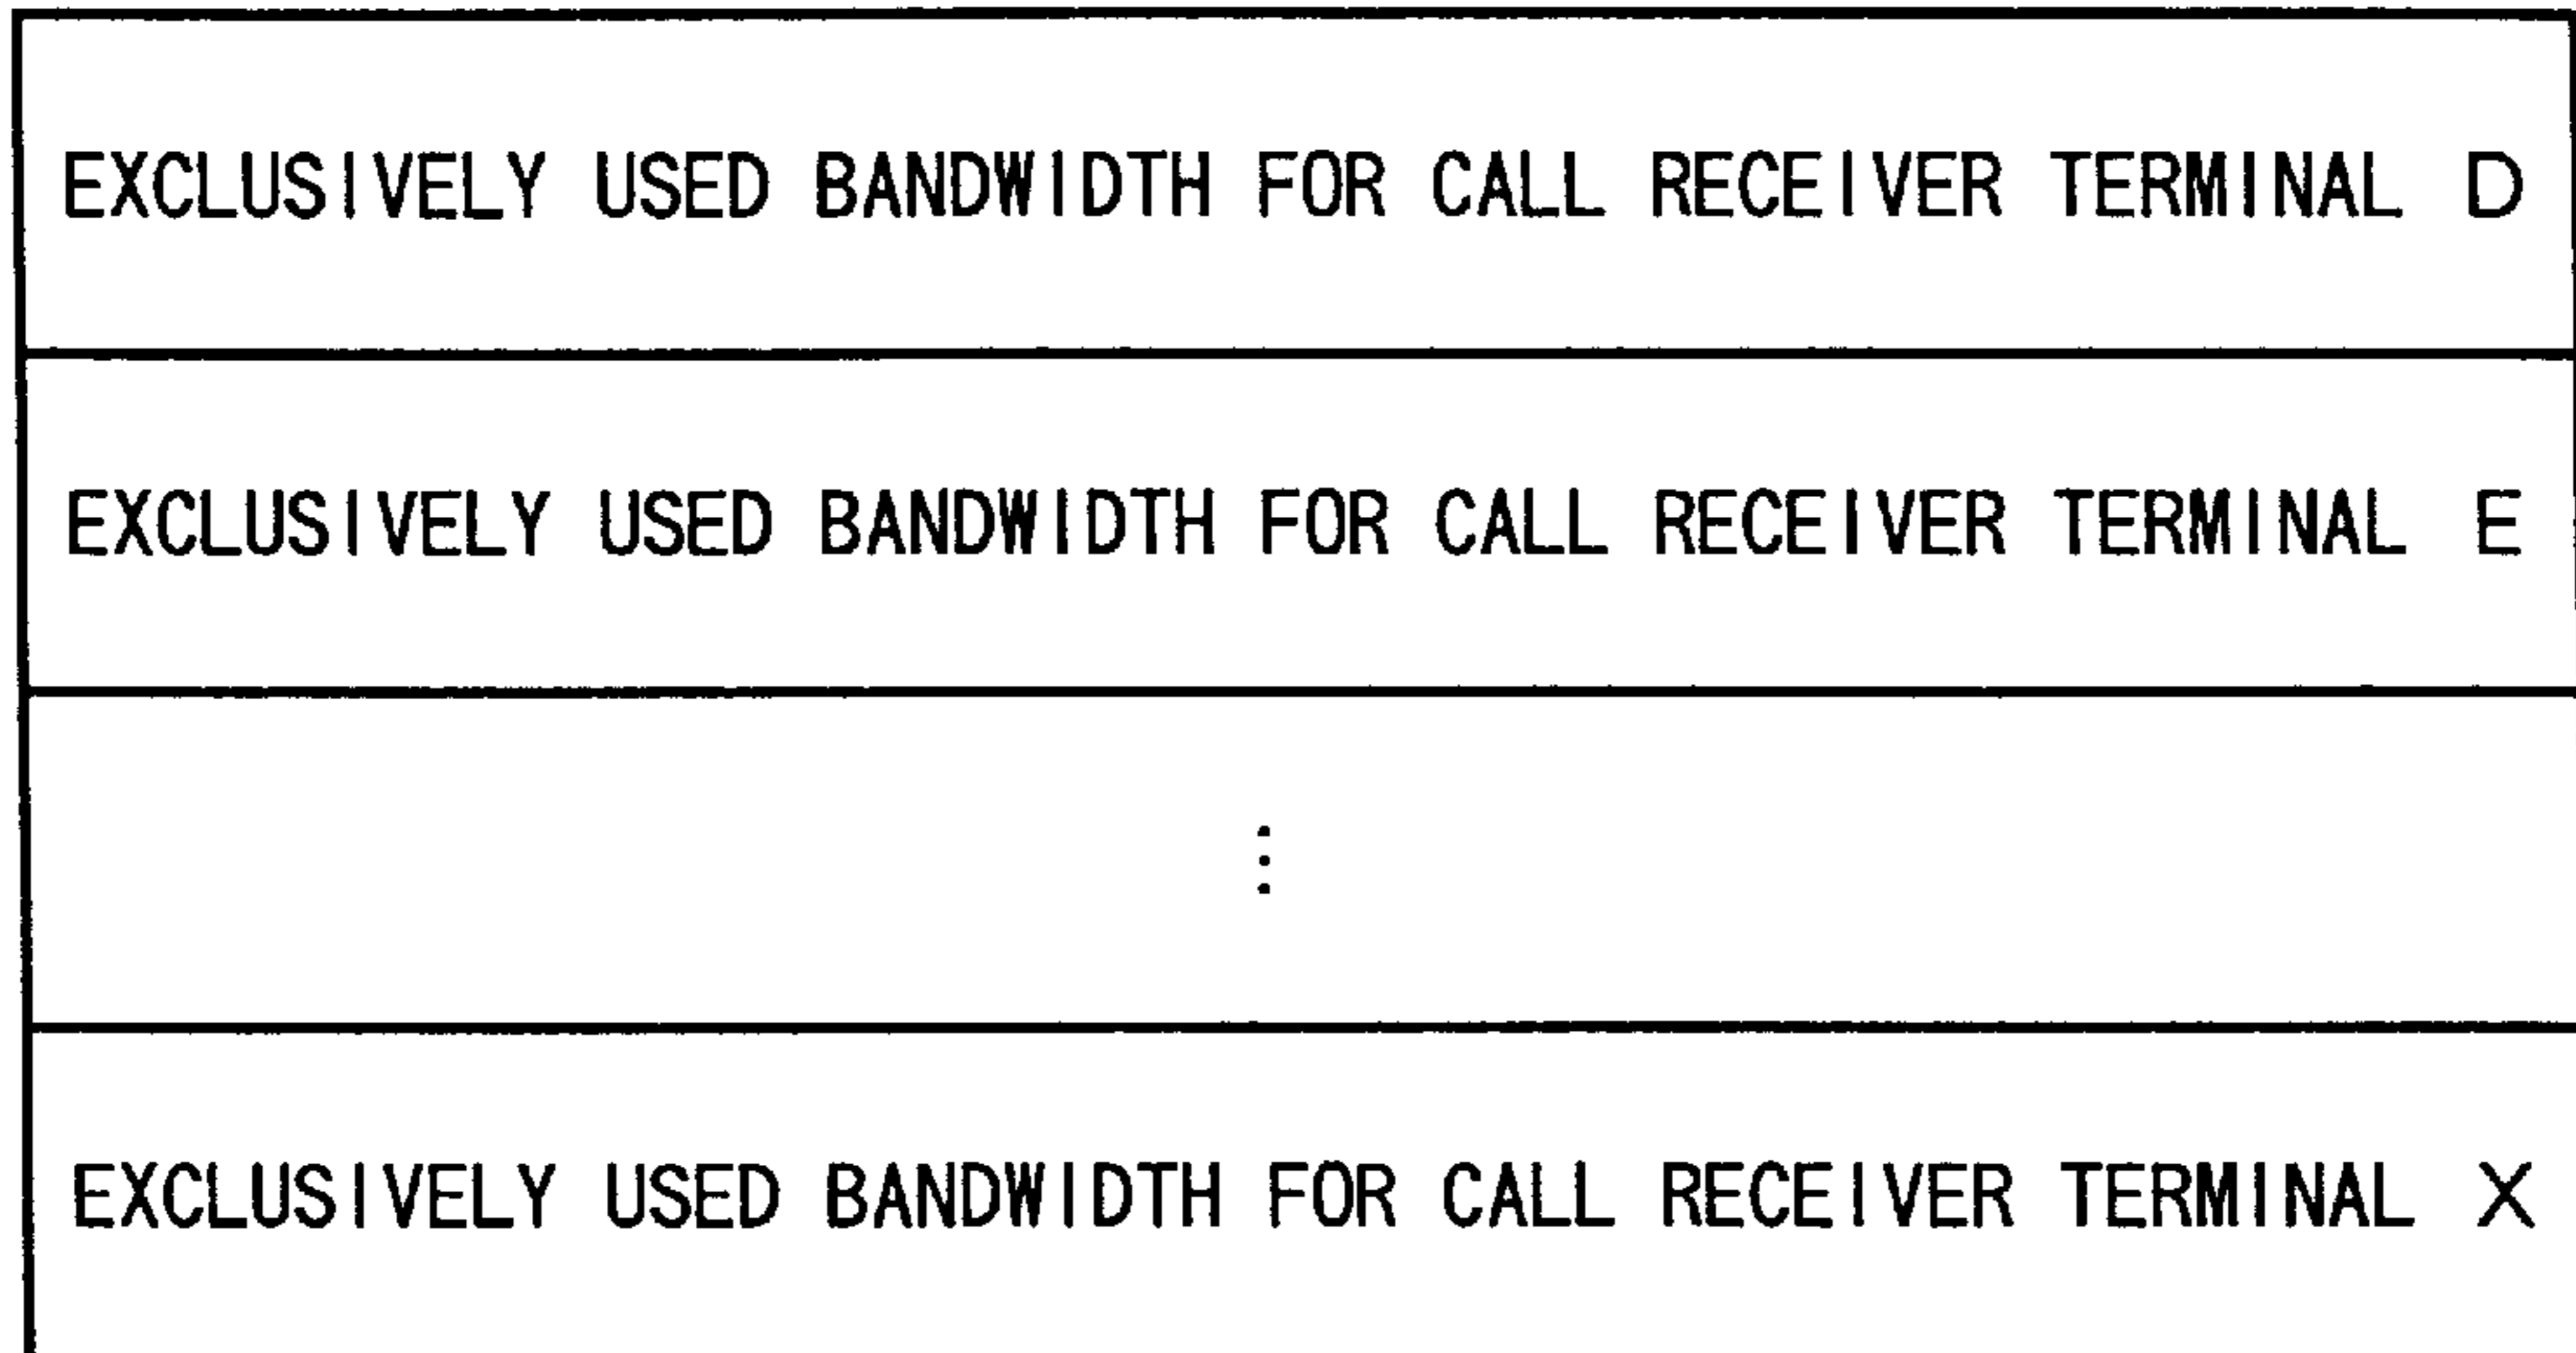 EXCLUSIVELY USED BANDWIDTH FOR CALL RECEIVER TERMINAL D
EXCLUSIVELY USED BANDWIDTH FOR CALL RECEIVER TERMINAL E
⋮
EXCLUSIVELY USED BANDWIDTH FOR CALL RECEIVER TERMINAL X